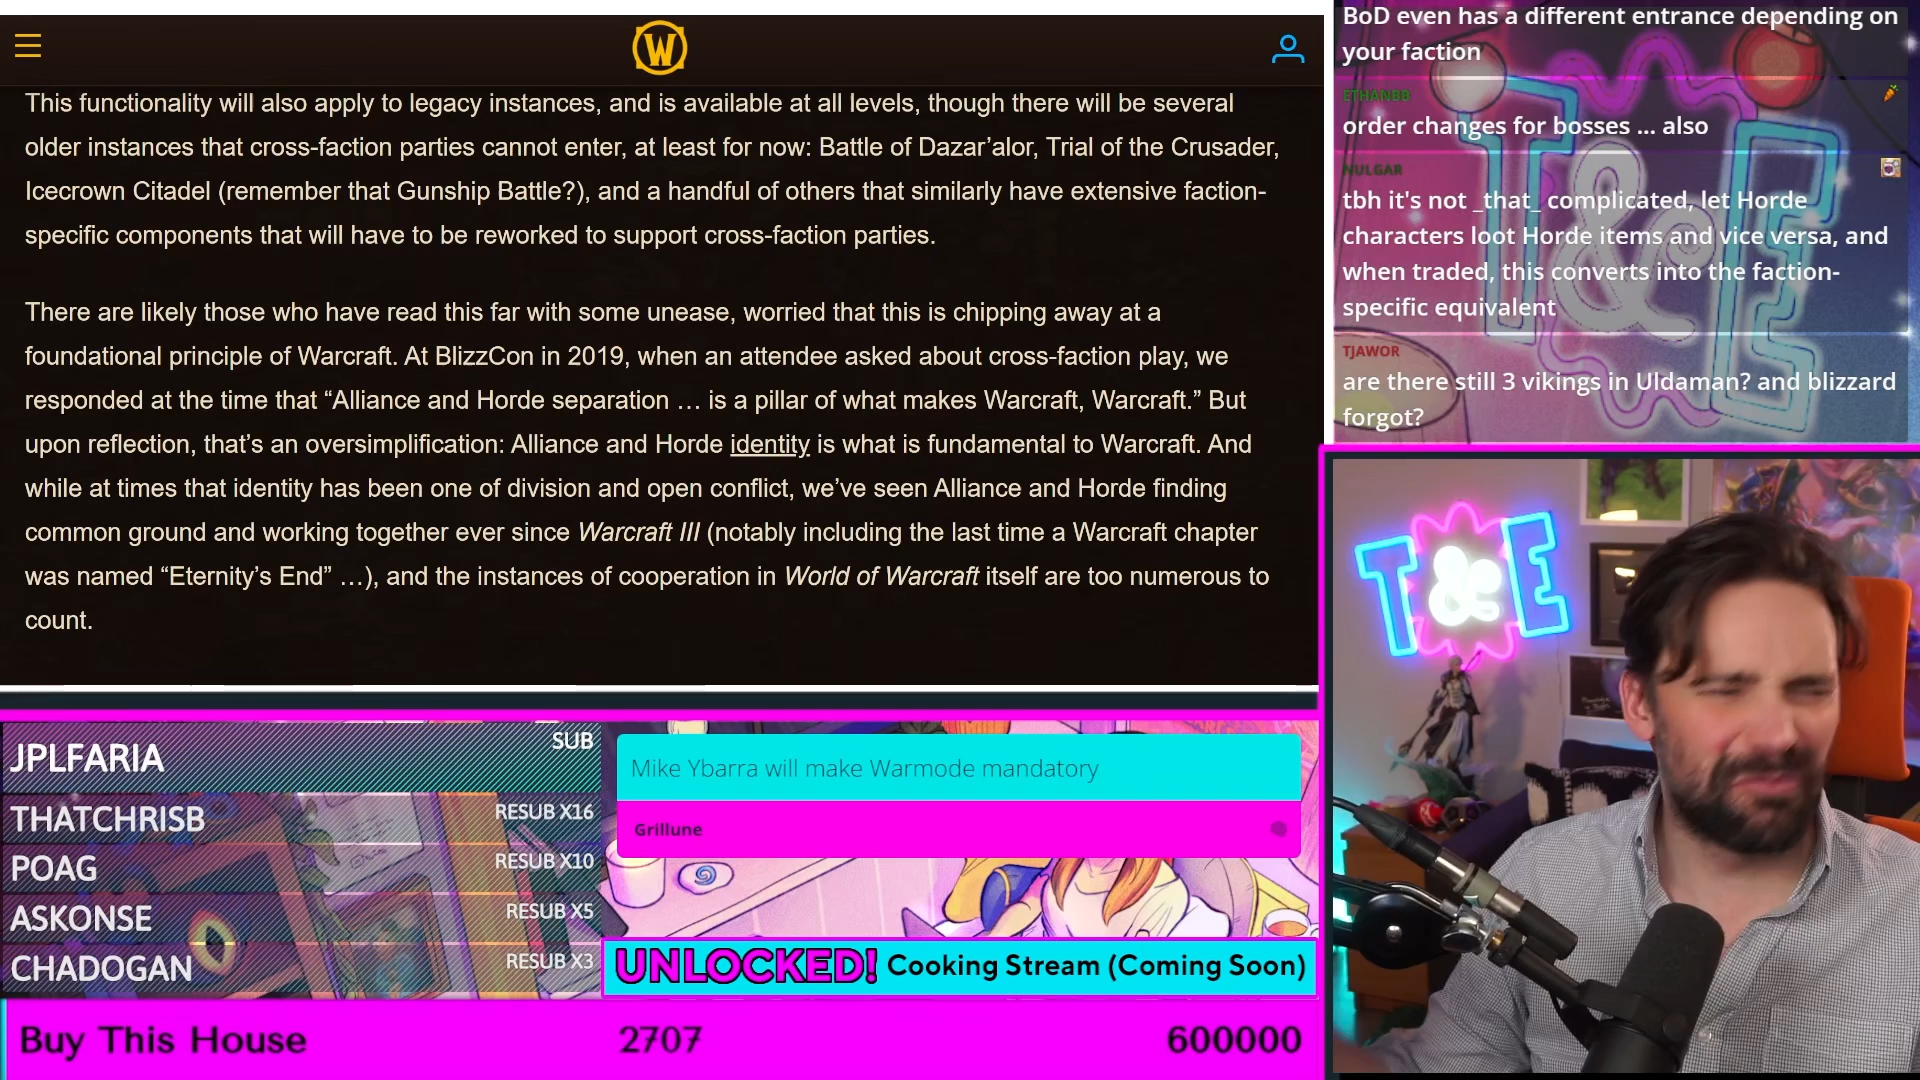 This functionality will also apply to legacy instances, and is available at all levels, though there will be several
older instances that cross-faction parties cannot enter, at least for now: Battle of Dazar’alor, Trial of the Crusader,
Icecrown Citadel (remember that Gunship Battle?), and a handful of others that similarly have extensive faction-
specific components that will have to be reworked to support cross-faction parties.
There are likely those who have read this far with some unease, worried that this is chipping away at a
foundational principle of Warcraft. At BlizzCon in 2019, when an attendee asked about cross-faction play, we
responded at the time that “Alliance and Horde separation … is a pillar of what makes Warcraft, Warcraft.” But
upon reflection, that’s an oversimplification: Alliance and Horde identity is what is fundamental to Warcraft. And
while at times that identity has been one of division and open conflict, we’ve seen Alliance and Horde finding
common ground and working together ever since Warcraft III (notably including the last time a Warcraft chapter
was named “Eternity’s End” …), and the instances of cooperation in World of Warcraft itself are too numerous to
count.
BoD even has a different entrance depending on
your faction
ETHANBB
order changes for bosses ... also
NULGAR
tbh it's not _that_ complicated, let Horde
characters loot Horde items and vice versa, and
when traded, this converts into the faction-
specific equivalent
TJAWOR
are there still 3 vikings in Uldaman? and blizzard
forgot?
T&E
T&E
JPLFARIA SUB
THATCHRISB RESUB X16
POAG RESUB X10
ASKONSE RESUB X5
CHADOGAN RESUB X3
Mike Ybarra will make Warmode mandatory
Grillune
UNLOCKED! Cooking Stream (Coming Soon)
Buy This House 2707 600000
W